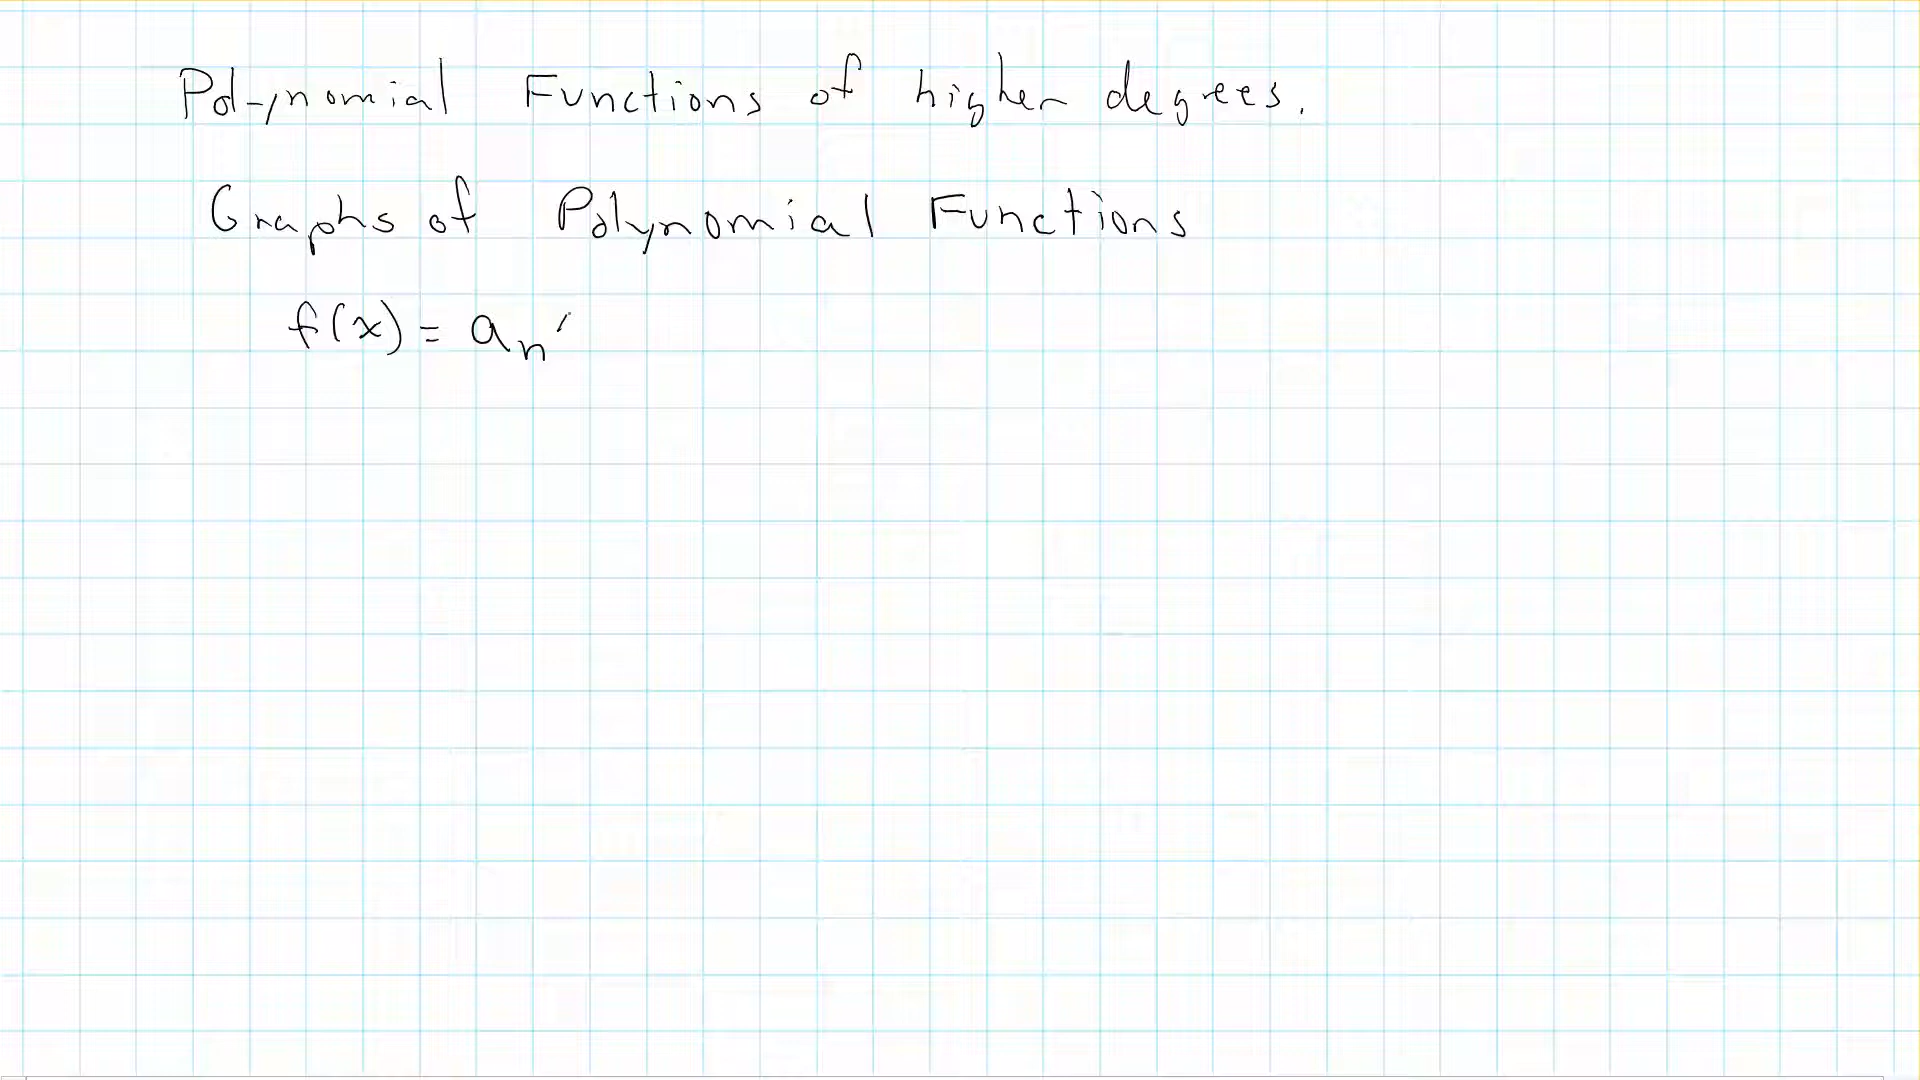 Polynomial Functions of higher degrees.
Graphs of Polynomial Functions
f(x) = aₙ